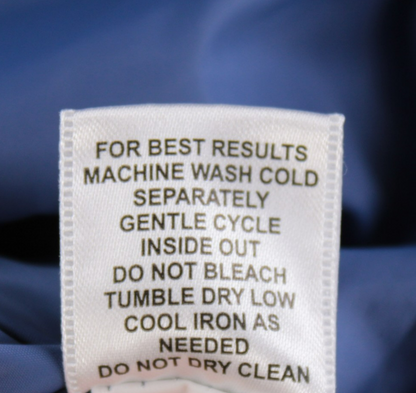 FOR BEST RESULTS
MACHINE WASH COLD
SEPARATELY
GENTLE CYCLE
INSIDE OUT
DO NOT BLEACH
TUMBLE DRY LOW
COOL IRON AS
NEEDED
DO NOT DRY CLEAN